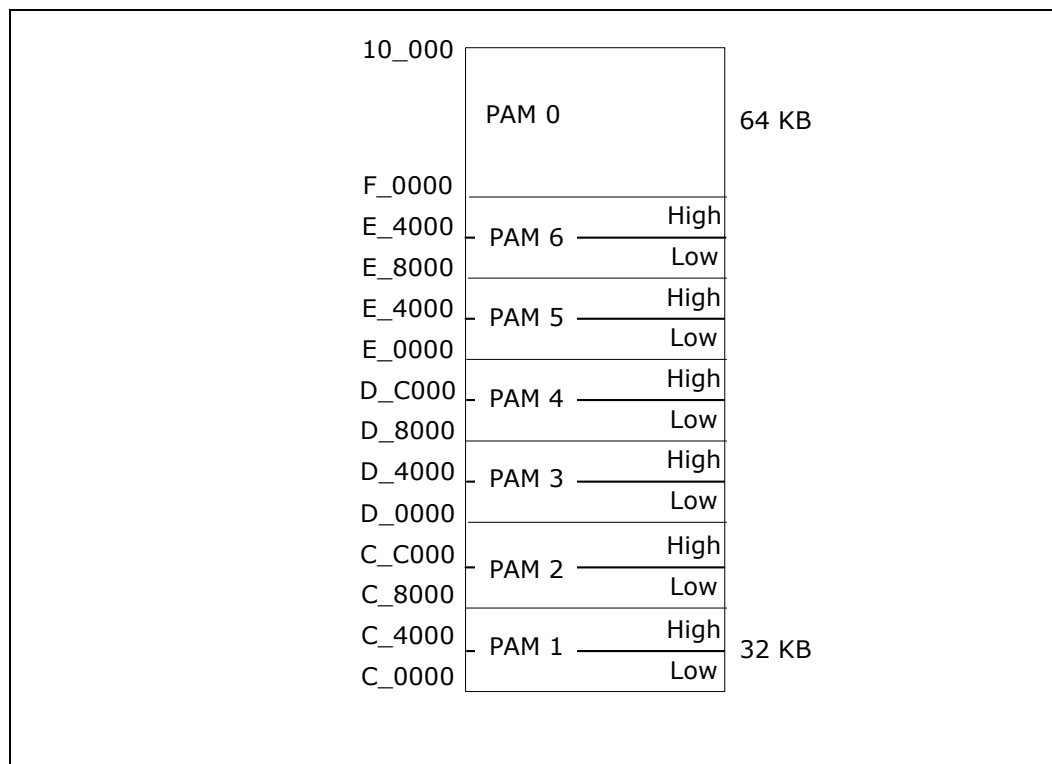 10_000
PAM 0
64 KB
F_0000
High
E_4000
PAM 6
Low
E_8000
High
E_4000
PAM 5
Low
E_0000
High
D_C000
PAM 4
Low
D_8000
High
D_4000
PAM 3
Low
D_0000
High
C_C000
PAM 2
Low
C_8000
High
C_4000
PAM 1
32 KB
Low
C_0000